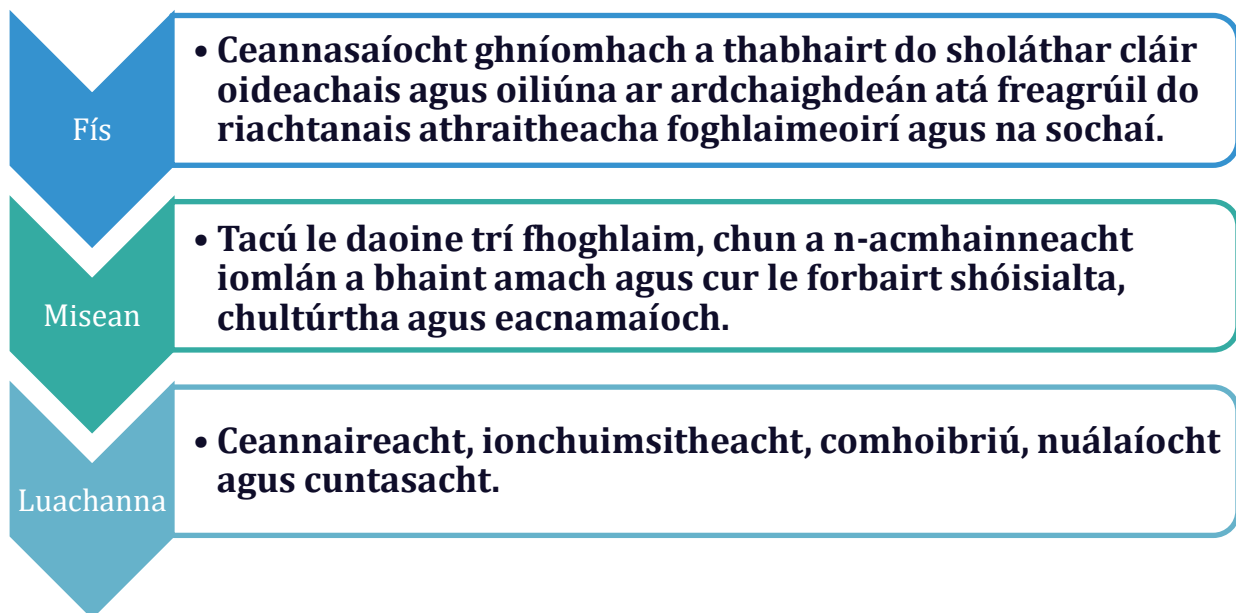 Fís
• Ceannasaíocht ghníomhach a thabhairt do sholáthar cláir
oideachais agus oiliúna ar ardchaighdeán atá freagrúil do
riachtanais athraitheacha foghlaimeoirí agus na sochaí.
Misean
• Tacú le daoine trí fhoghlaim, chun a n-acmhainneacht
iomlán a bhaint amach agus cur le forbairt shóisialta,
chultúrtha agus eacnamaíoch.
Luachanna
• Ceannaireacht, ionchuimsitheacht, comhoibriú, nuálaíocht
agus cuntasacht.